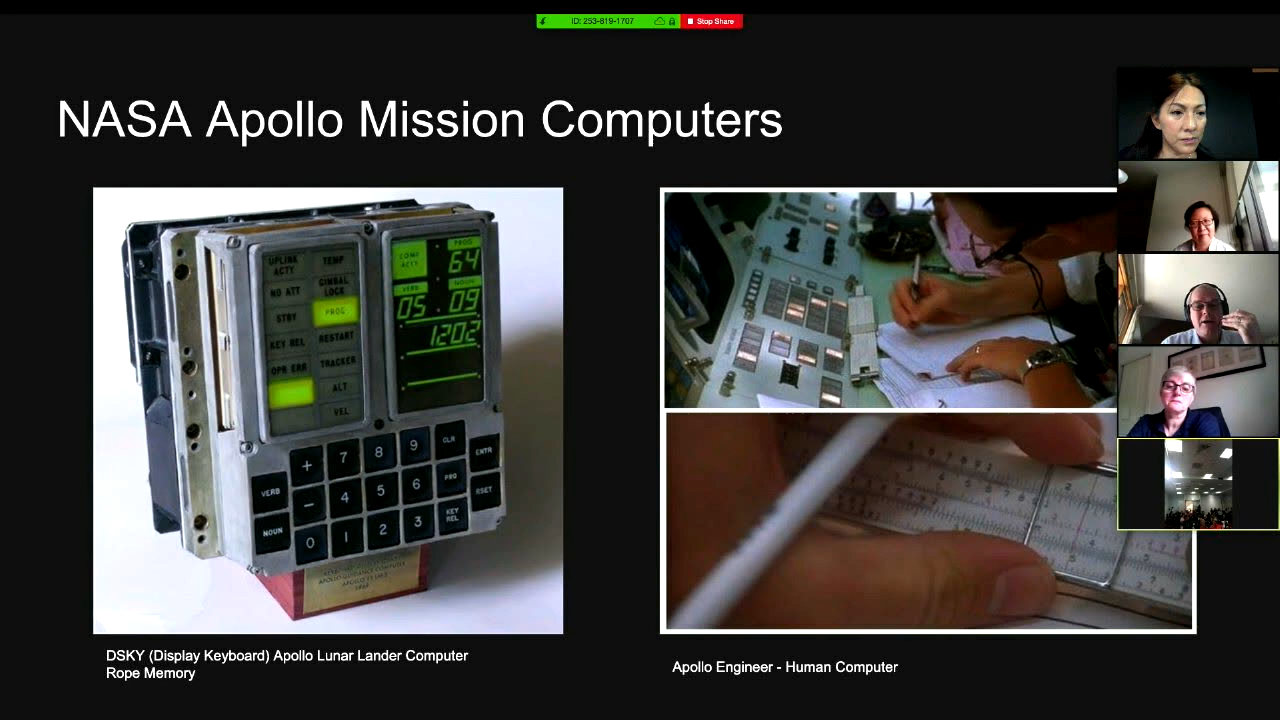 ID: 253-819-1707
Stop Share
NASA Apollo Mission Computers
UPLINK ACTY
TEMP
NO ATT
GIMBAL LOCK
STBY
PROG
KEY REL
RESTART
OPR ERR
TRACKER
ALT
VEL
COMP ACTY
PROG
64
VERB
NOUN
05
09
1202
VERB
NOUN
+
7
8
9
CLR
ENTR
-
4
5
6
PRO
RSET
0
1
2
3
KEY REL
APOLLO GUIDANCE COMPUTER
DSKY (Display Keyboard) Apollo Lunar Lander Computer
Rope Memory
Apollo Engineer - Human Computer